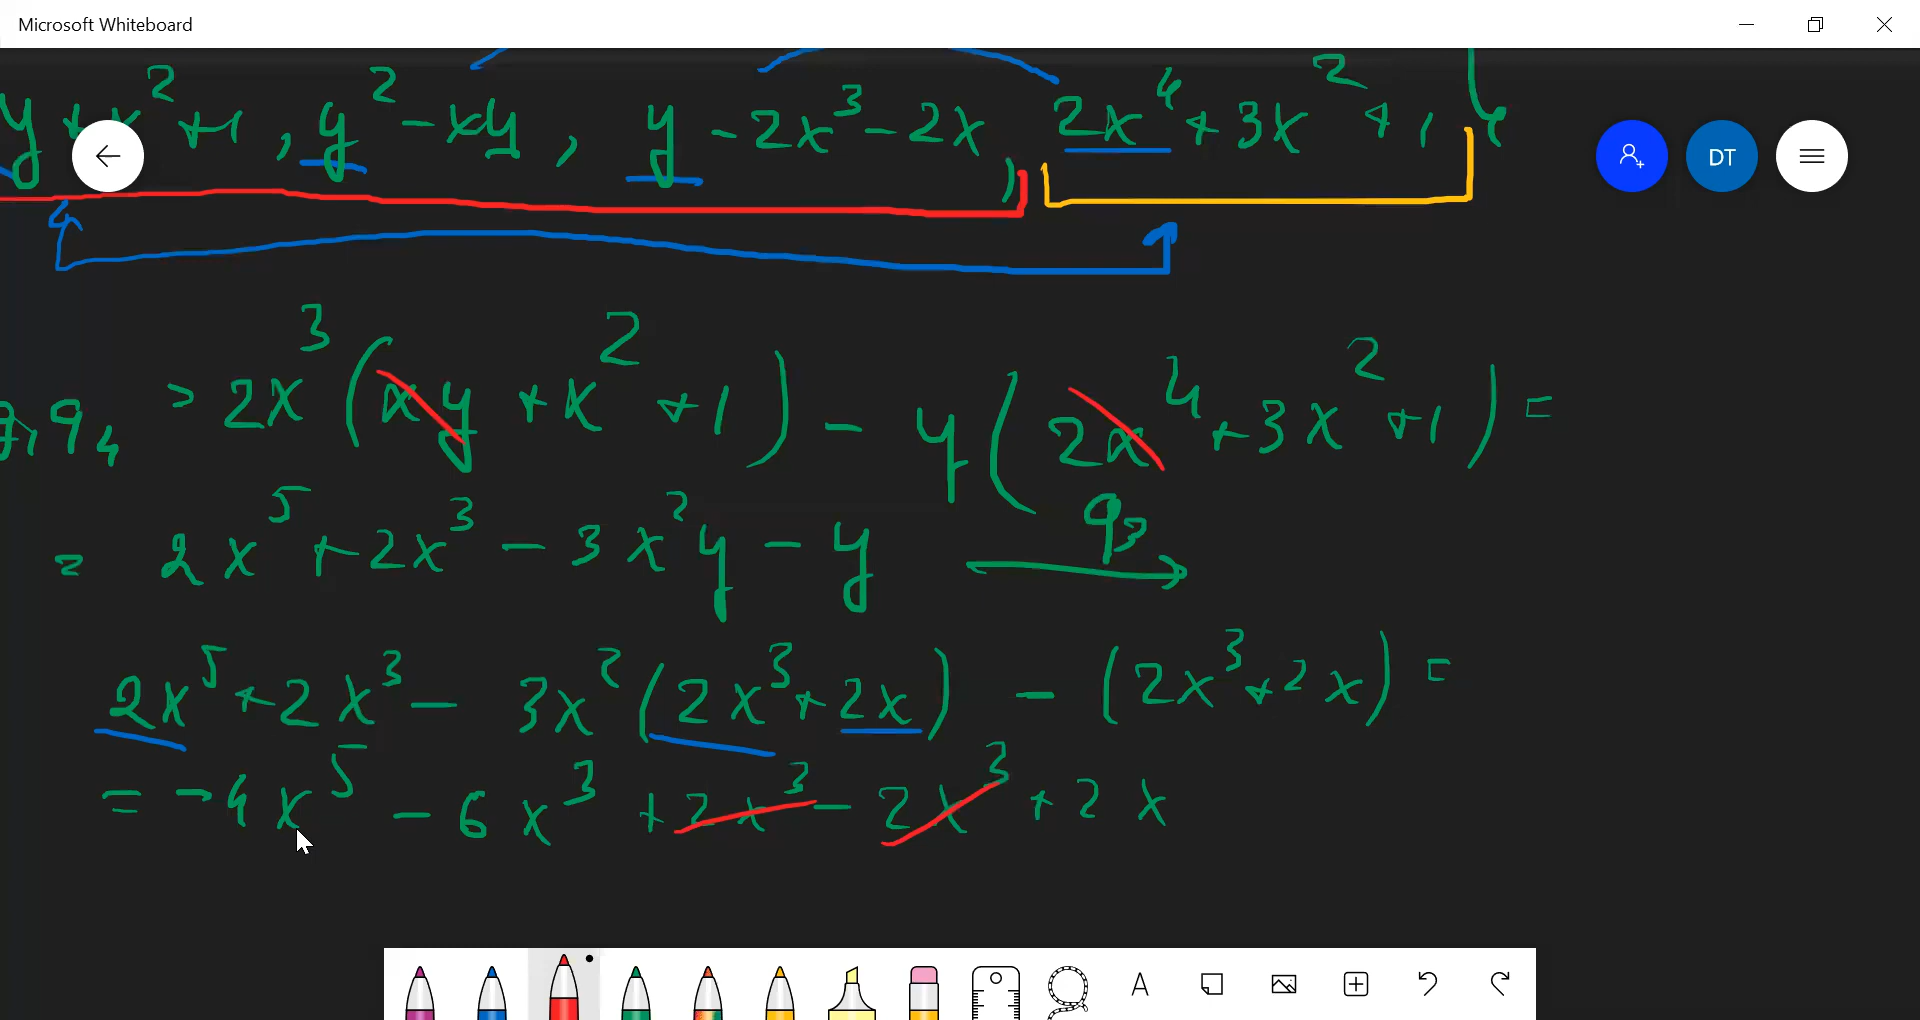 Microsoft Whiteboard
y + x² + 1 , y² - xy , y - 2x³ - 2x ) 2x⁴ + 3x² + 1 }
DT
g₄ = 2x³ ( xy + x² + 1 ) - y ( 2x⁴ + 3x² + 1 ) =
= 2x⁵ + 2x³ - 3x²y - y g₃ →
2x⁵ + 2x³ - 3x² ( 2x³ + 2x ) - ( 2x³ + 2x ) =
= -4x⁵ - 6x³ + 2x³ - 2x³ + 2x
A